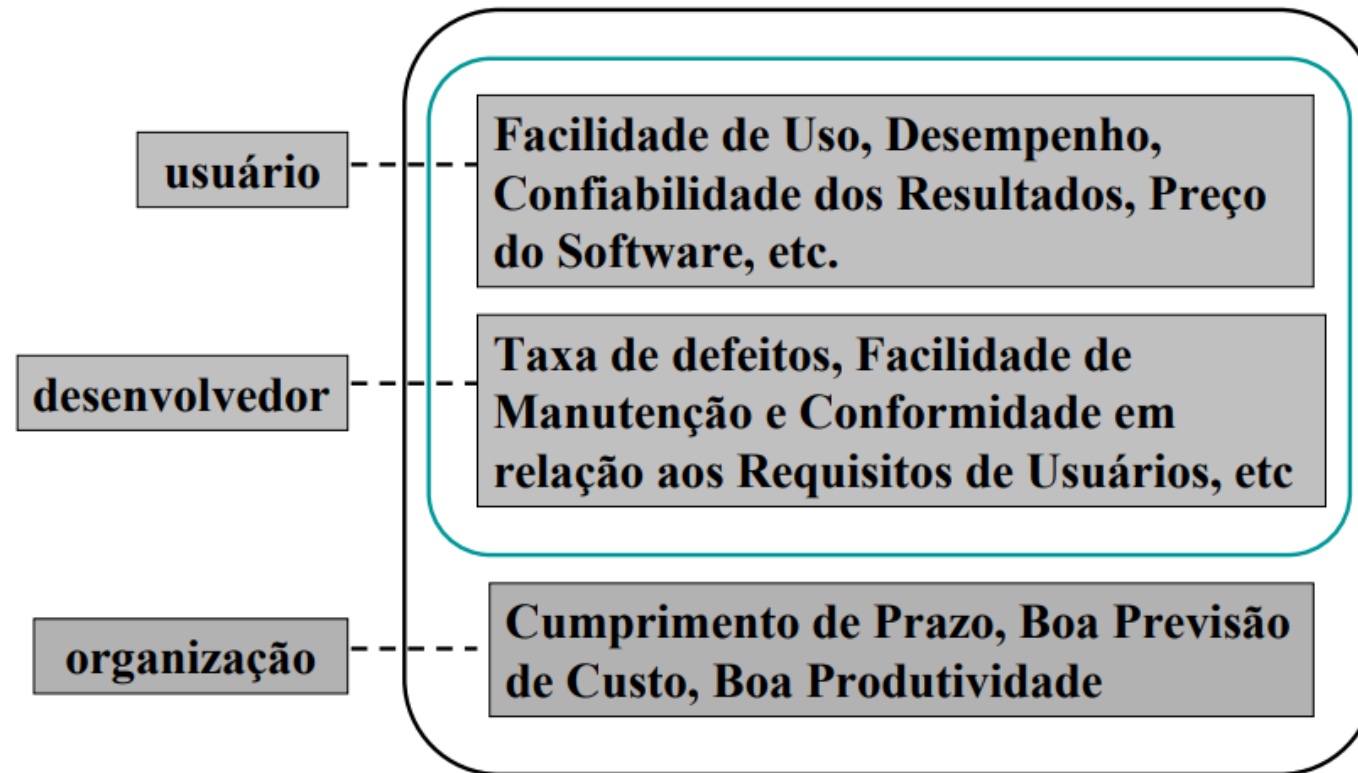 usuário
Facilidade de Uso, Desempenho,
Confiabilidade dos Resultados, Preço
do Software, etc.
desenvolvedor
Taxa de defeitos, Facilidade de
Manutenção e Conformidade em
relação aos Requisitos de Usuários, etc
organização
Cumprimento de Prazo, Boa Previsão
de Custo, Boa Produtividade